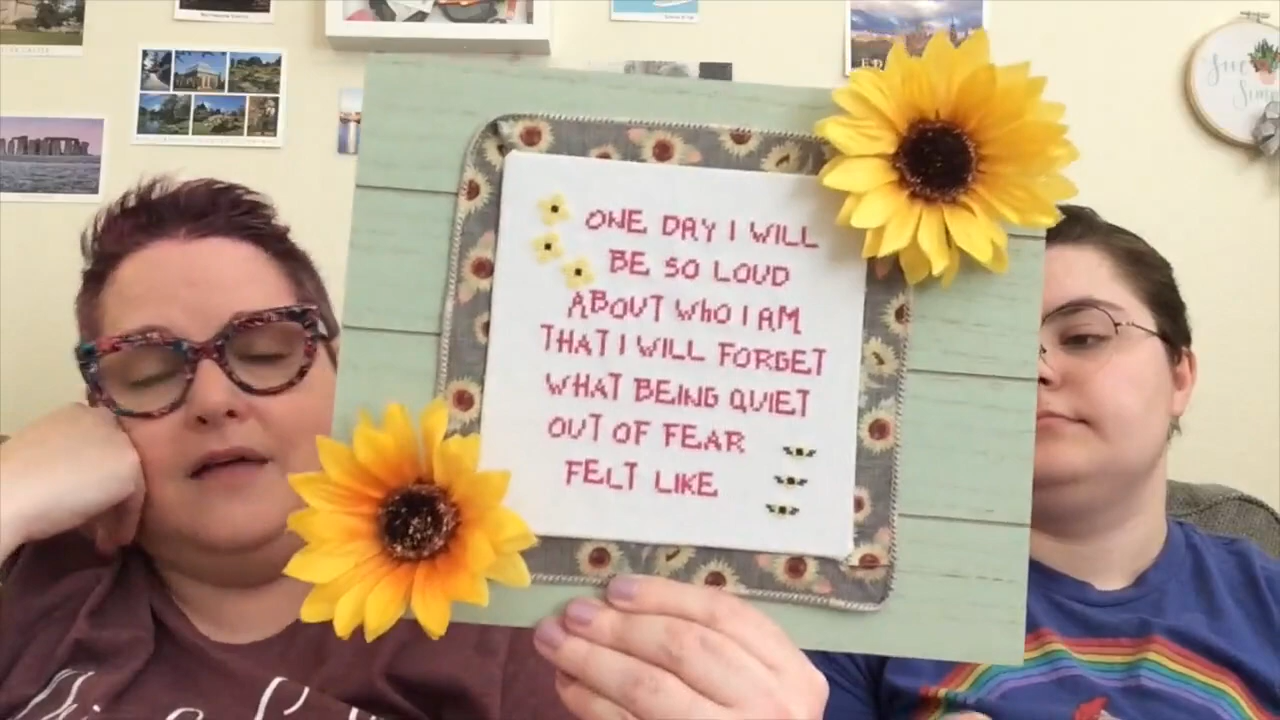 ONE DAY I WILL
BE SO LOUD
ABOUT WhO I AM
THAT I WILL FORGET
WHAT BEING QUIET
OUT OF FEAR
FELT LIKE